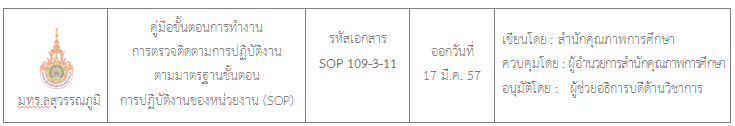 มทร.ลสุวรรณภูมิ
คู่มือขั้นตอนการทำงาน
การตรวจติดตามการปฏิบัติงาน
ตามมาตรฐานขั้นตอน
การปฏิบัติงานของหน่วยงาน (SOP)
รหัสเอกสาร
SOP 109-3-11
ออกวันที่
17 มี.ค. 57
เขียนโดย : สำนักคุณภาพการศึกษา
ควบคุมโดย : ผู้อำนวยการสำนักคุณภาพการศึกษา
อนุมัติโดย : ผู้ช่วยอธิการบดีด้านวิชาการ